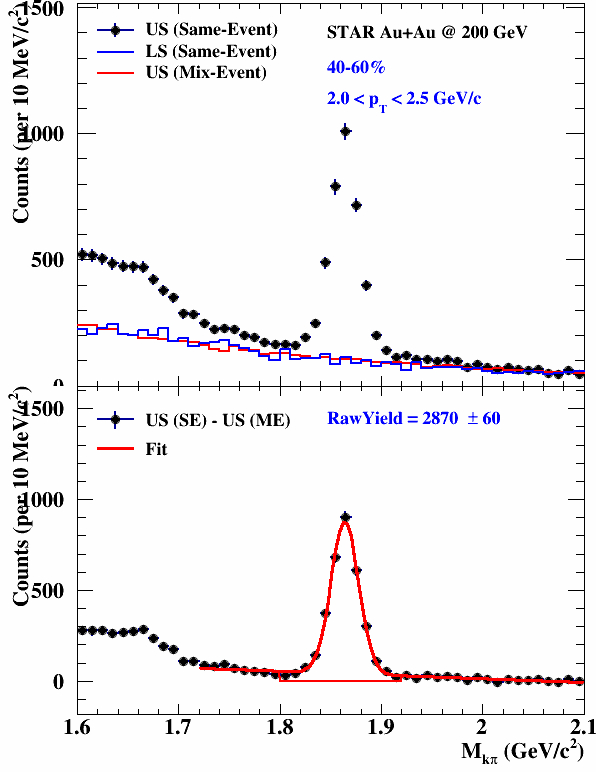 Counts (per 10 MeV/c²)
1500
1000
500
0
US (Same-Event)
LS (Same-Event)
US (Mix-Event)
STAR Au+Au @ 200 GeV
40-60%
2.0 < p_T < 2.5 GeV/c
Counts (per 10 MeV/c²)
1500
1000
500
0
US (SE) - US (ME)
Fit
RawYield = 2870 ± 60
1.6 1.7 1.8 1.9 2 2.1
M_kπ (GeV/c²)